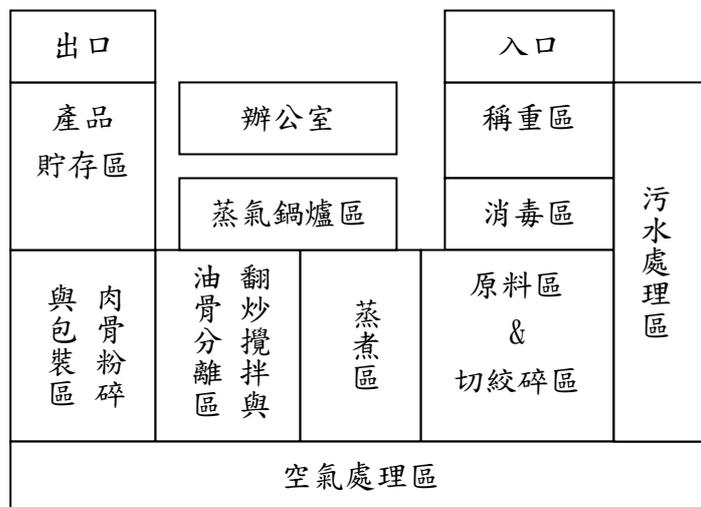 出口
入口
產品
貯存區
辦公室
稱重區
蒸氣鍋爐區
消毒區
污水處理區
肉骨粉碎
與包裝區
翻炒攪拌與
油骨分離區
蒸煮區
原料區
&
切絞碎區
空氣處理區